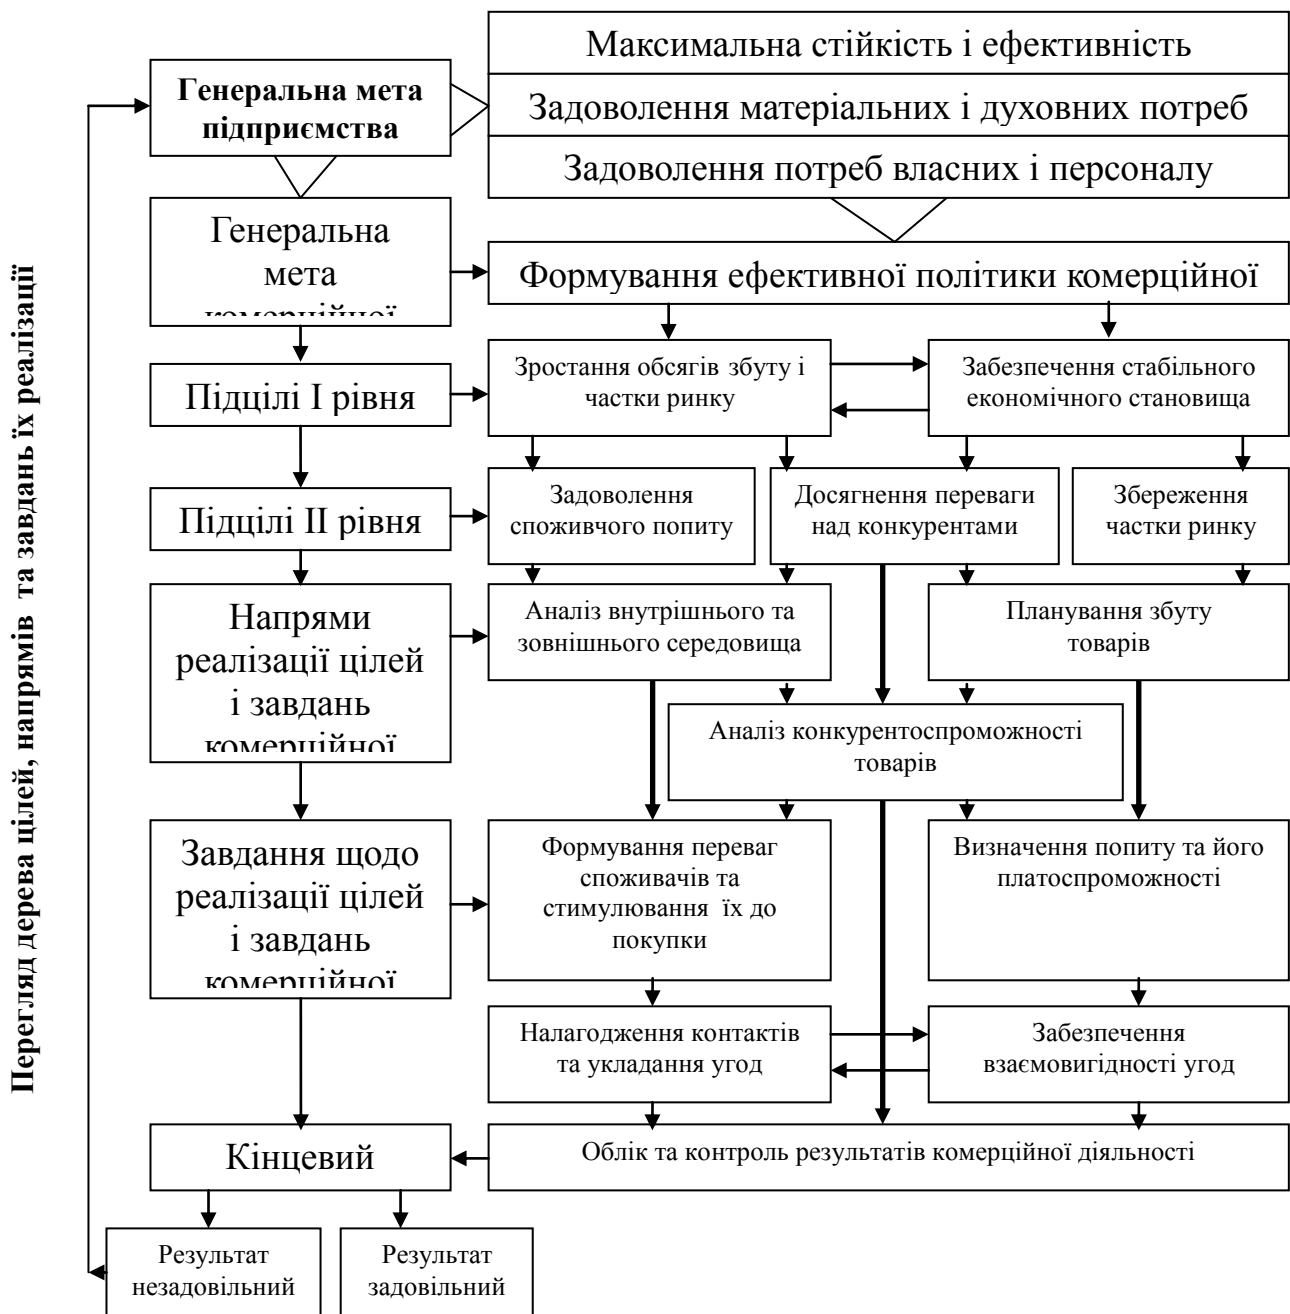 Максимальна стійкість і ефективність
Генеральна мета
підприємства
Задоволення матеріальних і духовних потреб
Задоволення потреб власних і персоналу
Генеральна
мета
комерційної
Формування ефективної політики комерційної
Перегляд дерева цілей, напрямів та завдань їх реалізації
Підцілі I рівня
Зростання обсягів збуту і
частки ринку
Забезпечення стабільного
економічного становища
Підцілі II рівня
Задоволення
споживчого попиту
Досягнення переваги
над конкурентами
Збереження
частки ринку
Напрями
реалізації цілей
і завдань
комерційної
Аналіз внутрішнього та
зовнішнього середовища
Планування збуту
товарів
Аналіз конкурентоспроможності
товарів
Завдання щодо
реалізації цілей
і завдань
комерційної
Формування переваг
споживачів та
стимулювання їх до
покупки
Визначення попиту та його
платоспроможності
Налагодження контактів
та укладання угод
Забезпечення
взаємовигідності угод
Кінцевий
Облік та контроль результатів комерційної діяльності
Результат
незадовільний
Результат
задовільний